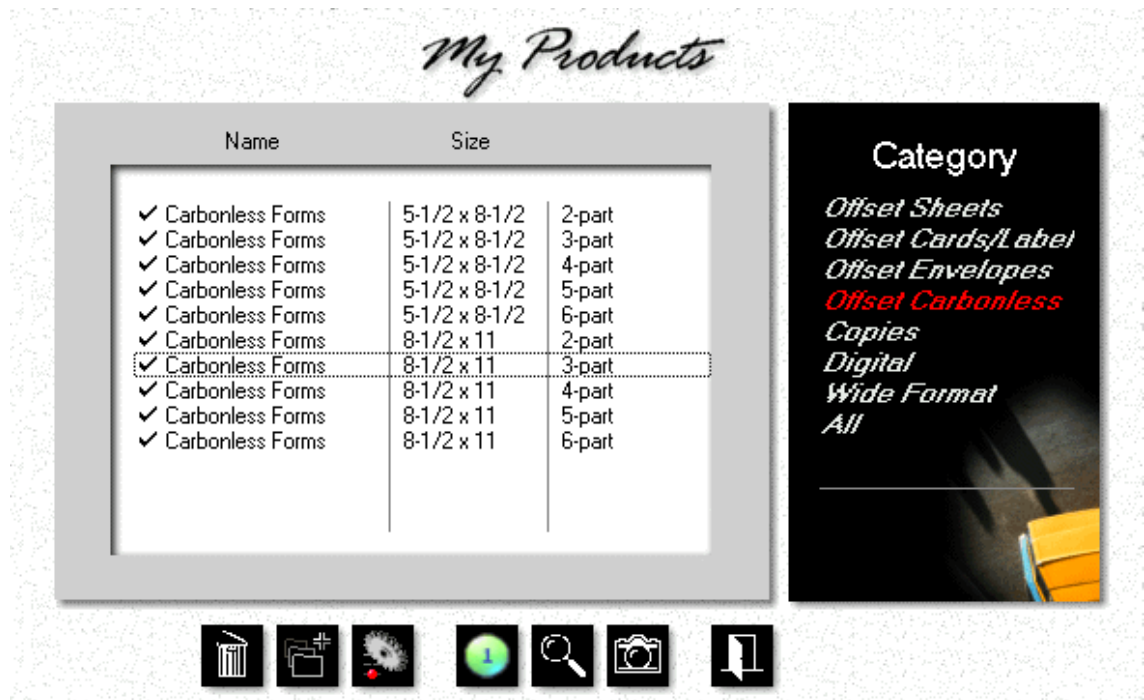 My Products
Name Size
✓ Carbonless Forms 5-1/2 x 8-1/2 2-part
✓ Carbonless Forms 5-1/2 x 8-1/2 3-part
✓ Carbonless Forms 5-1/2 x 8-1/2 4-part
✓ Carbonless Forms 5-1/2 x 8-1/2 5-part
✓ Carbonless Forms 5-1/2 x 8-1/2 6-part
✓ Carbonless Forms 8-1/2 x 11 2-part
✓ Carbonless Forms 8-1/2 x 11 3-part
✓ Carbonless Forms 8-1/2 x 11 4-part
✓ Carbonless Forms 8-1/2 x 11 5-part
✓ Carbonless Forms 8-1/2 x 11 6-part
Category
Offset Sheets
Offset Cards/Label
Offset Envelopes
Offset Carbonless
Copies
Digital
Wide Format
All
1